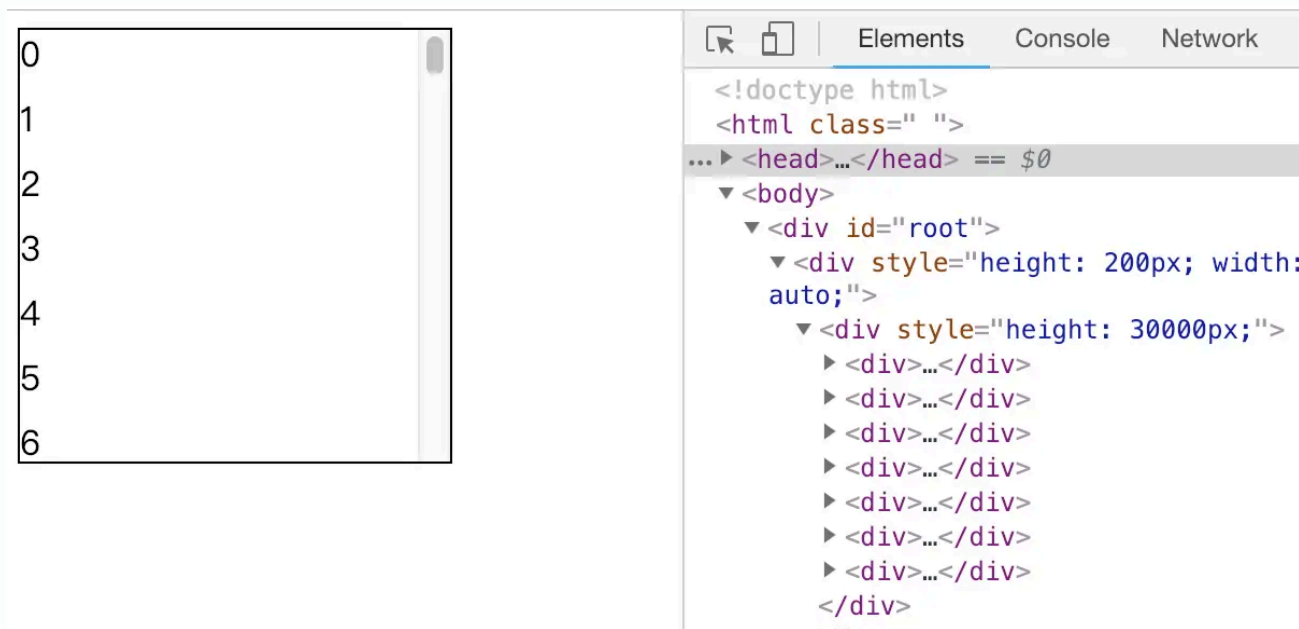 0
1
2
3
4
5
6
Elements Console Network
<!doctype html>
<html class=" ">
… <head>…</head> == $0
<body>
<div id="root">
<div style="height: 200px; width:
auto;">
<div style="height: 30000px;">
<div>…</div>
<div>…</div>
<div>…</div>
<div>…</div>
<div>…</div>
<div>…</div>
<div>…</div>
</div>